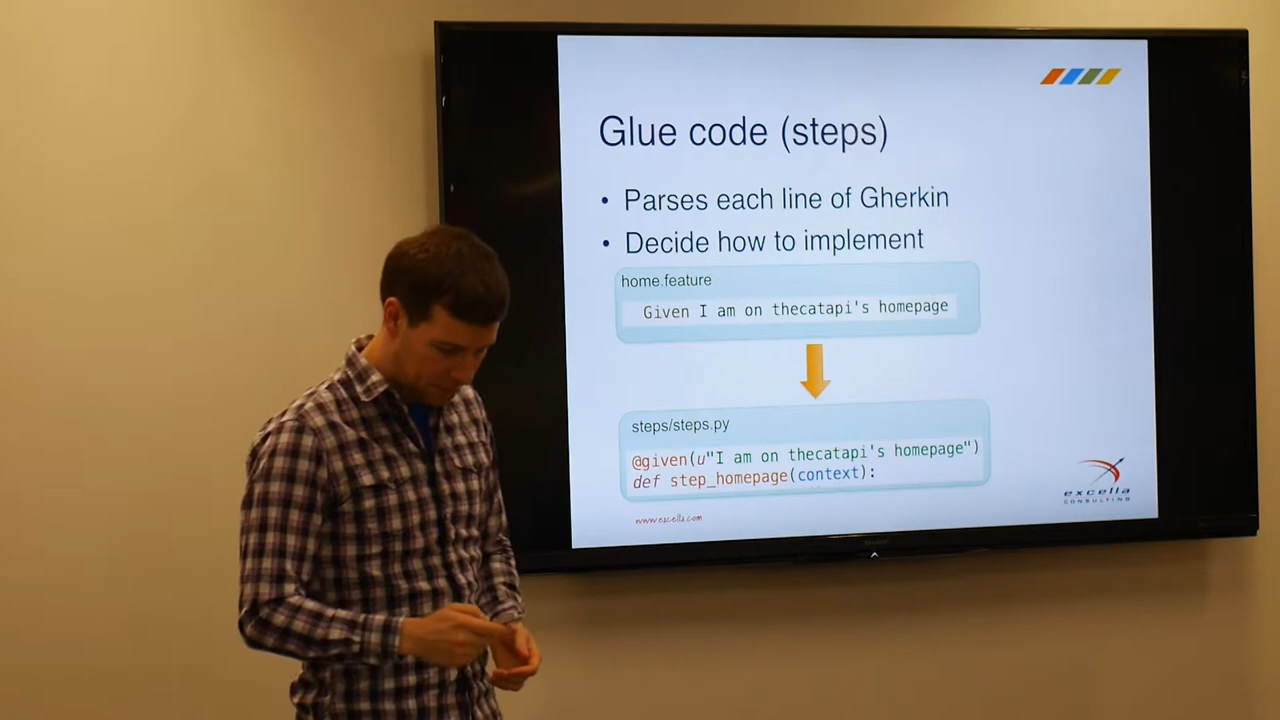 Glue code (steps)
• Parses each line of Gherkin
• Decide how to implement
home.feature
Given I am on thecatapi's homepage
steps/steps.py
@given(u"I am on thecatapi's homepage")
def step_homepage(context):
excella
CONSULTING
www.excella.com